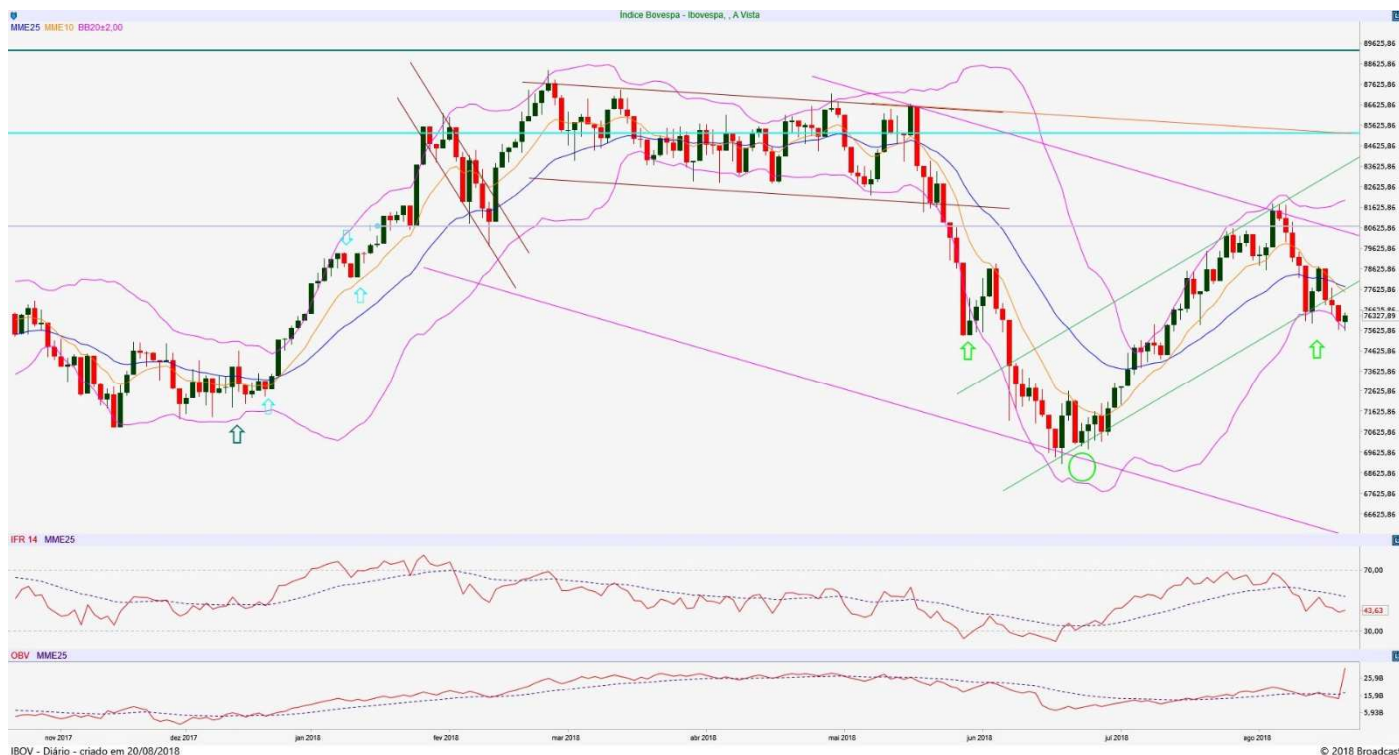 Índice Bovespa - Ibovespa, , A Vista
MME25 MME10 BB20±2,00
89625,86
88625,86
87625,86
86625,86
85625,86
84625,86
83625,86
82625,86
81625,86
80625,86
79625,86
78625,86
77625,86
76625,86
76327,89
75625,86
74625,86
73625,86
72625,86
71625,86
70625,86
69625,86
68625,86
67625,86
66625,86
IFR 14 MME25
70,00
43,63
30,00
OBV MME25
25,9B
15,9B
5,93B
nov 2017 dez 2017 jan 2018 fev 2018 mar 2018 abr 2018 mai 2018 jun 2018 jul 2018 ago 2018
IBOV - Diário - criado em 20/08/2018
© 2018 Broadcast